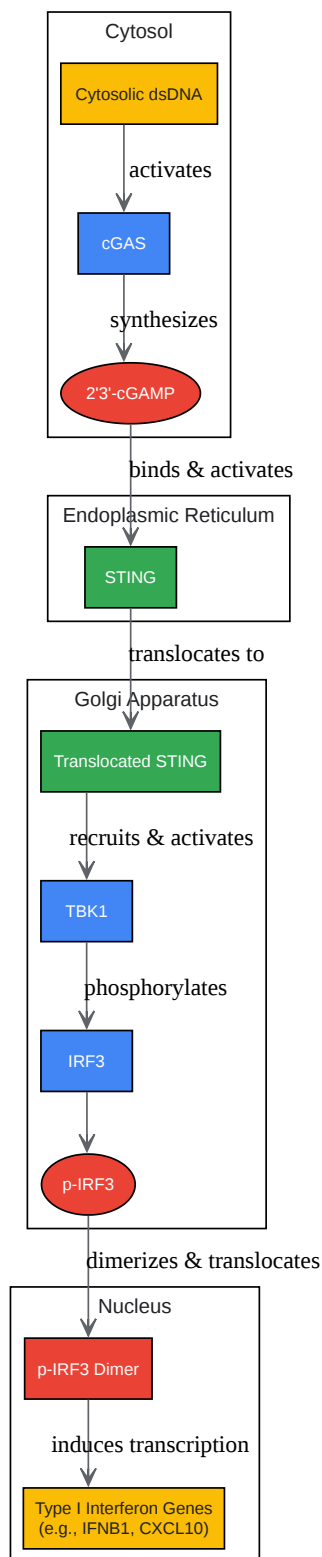 Cytosol
Cytosolic dsDNA
activates
cGAS
synthesizes
2'3'-cGAMP
binds & activates
Endoplasmic Reticulum
STING
translocates to
Golgi Apparatus
Translocated STING
recruits & activates
TBK1
phosphorylates
IRF3
p-IRF3
dimerizes & translocates
Nucleus
p-IRF3 Dimer
induces transcription
Type I Interferon Genes
(e.g., IFNB1, CXCL10)